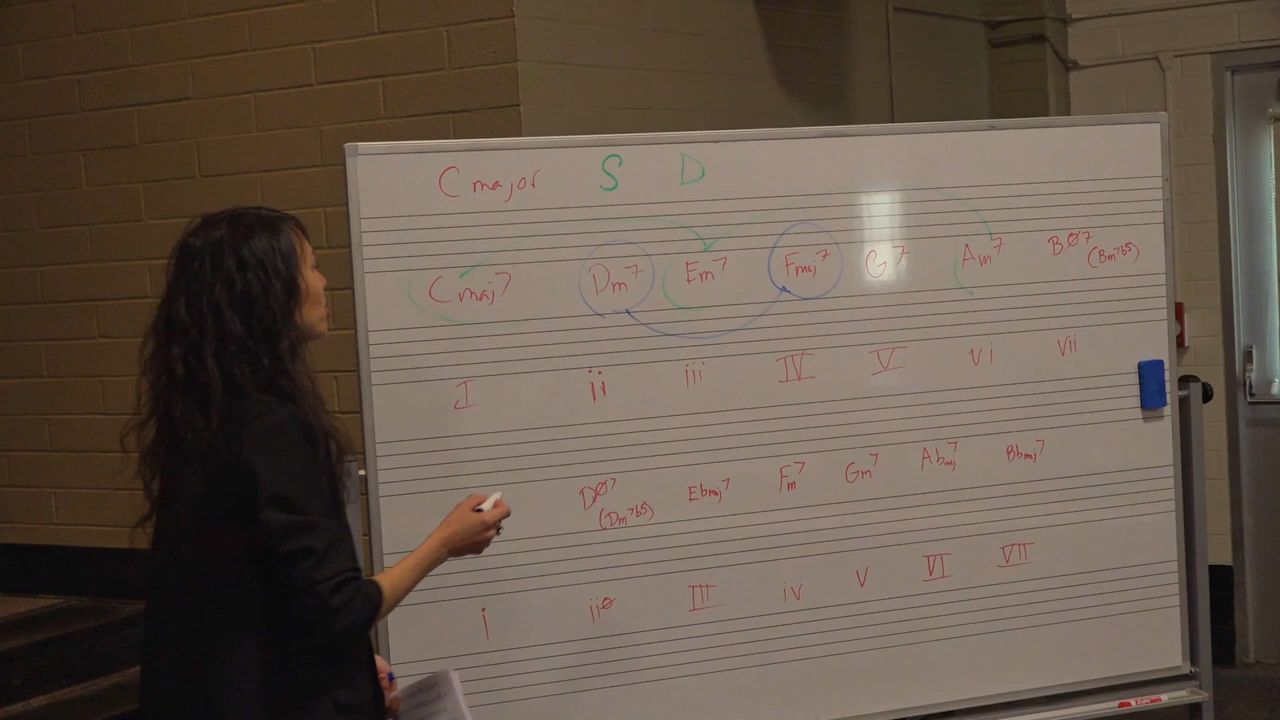 C major S D
Cmaj7 Dm7 Em7 Fmaj7 G7 Am7 BØ7 (Bm7b5)
I ii iii IV V vi vii
DØ7 (Dm7b5) Ebmaj7 Fm7 Gm7 Abmaj7 Bbmaj7
i iiø III iv v VI VII